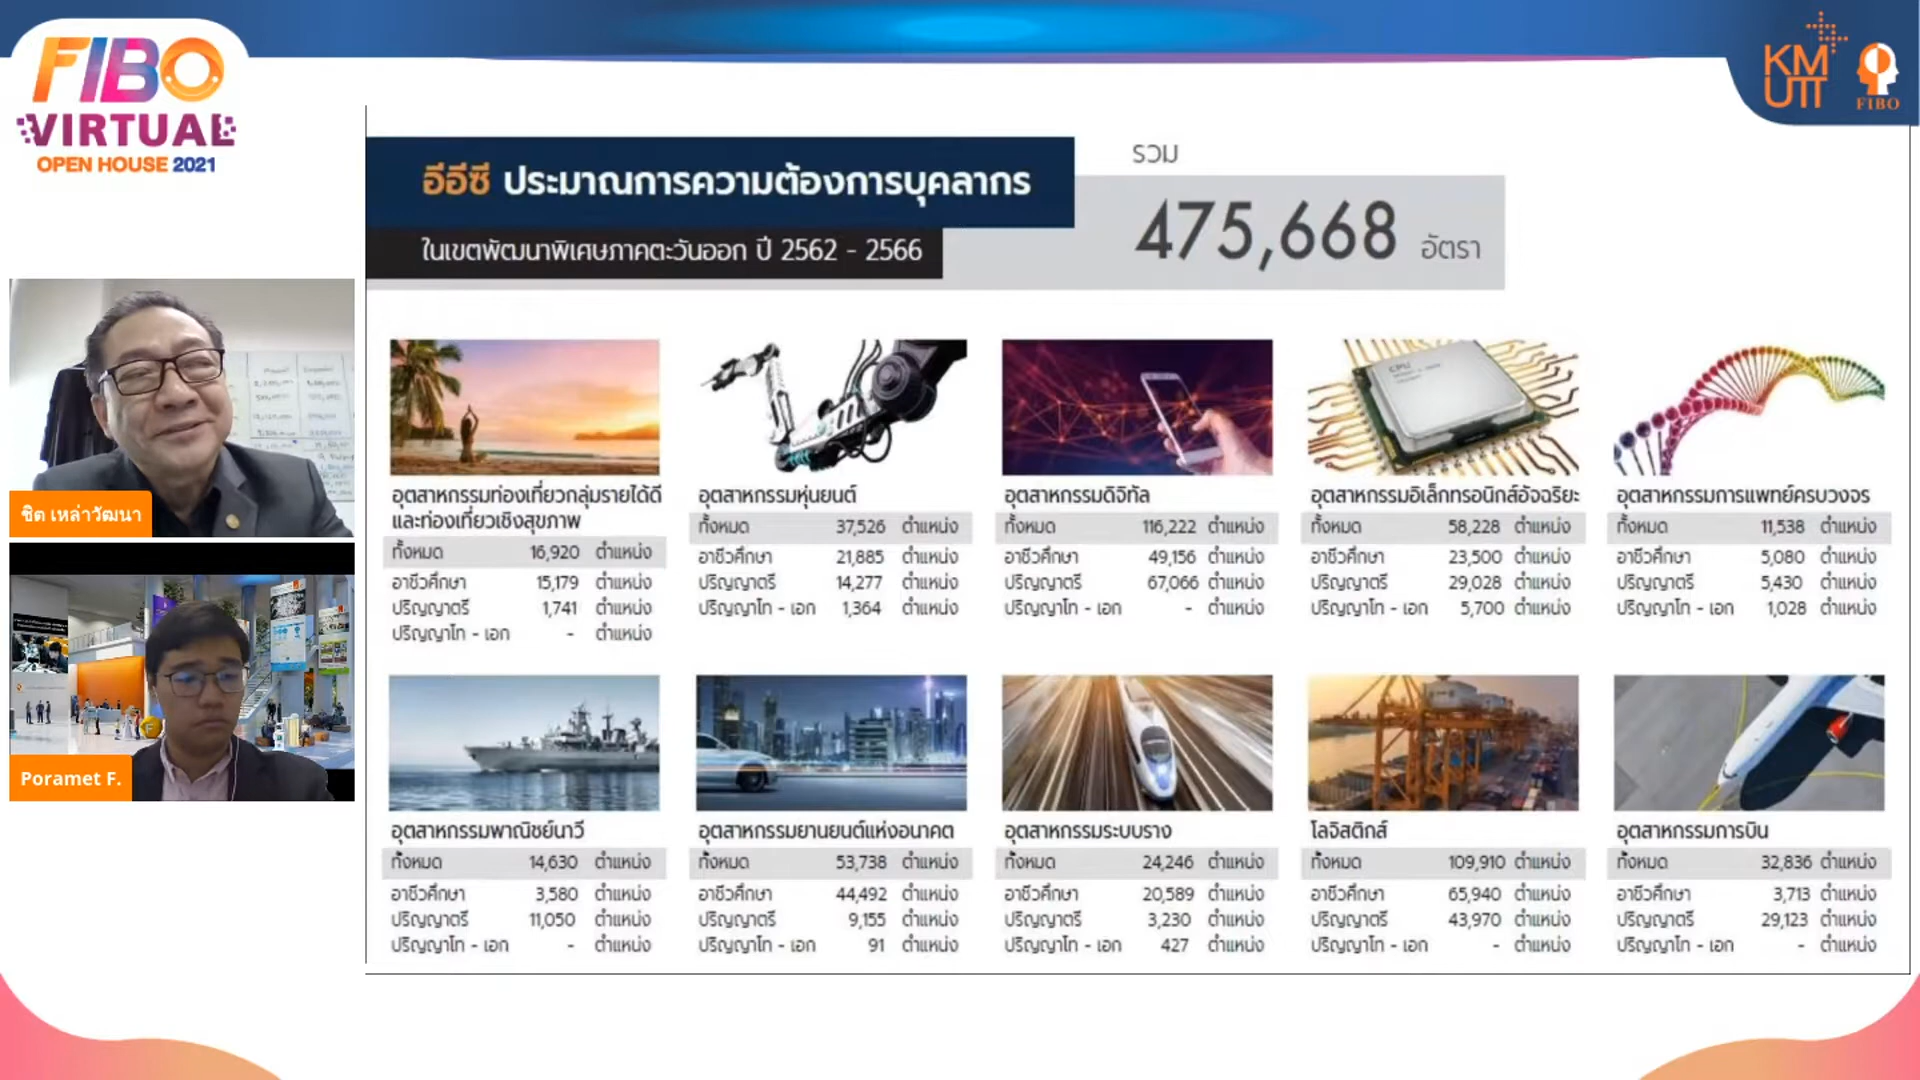 FIBO
VIRTUAL
OPEN HOUSE 2021
KM
UTT
FIBO
อีอีซี ประมาณการความต้องการบุคลากร
ในเขตพัฒนาพิเศษภาคตะวันออก ปี 2562 - 2566
รวม
475,668 อัตรา
ชิต เหล่าวัฒนา
Poramet F.
อุตสาหกรรมท่องเที่ยวกลุ่มรายได้ดี
และท่องเที่ยวเชิงสุขภาพ
ทั้งหมด 16,920 ตำแหน่ง
อาชีวศึกษา 15,179 ตำแหน่ง
ปริญญาตรี 1,741 ตำแหน่ง
ปริญญาโท - เอก - ตำแหน่ง
อุตสาหกรรมหุ่นยนต์
ทั้งหมด 37,526 ตำแหน่ง
อาชีวศึกษา 21,885 ตำแหน่ง
ปริญญาตรี 14,277 ตำแหน่ง
ปริญญาโท - เอก 1,364 ตำแหน่ง
อุตสาหกรรมดิจิทัล
ทั้งหมด 116,222 ตำแหน่ง
อาชีวศึกษา 49,156 ตำแหน่ง
ปริญญาตรี 67,066 ตำแหน่ง
ปริญญาโท - เอก - ตำแหน่ง
CPU
อุตสาหกรรมอิเล็กทรอนิกส์อัจฉริยะ
ทั้งหมด 58,228 ตำแหน่ง
อาชีวศึกษา 23,500 ตำแหน่ง
ปริญญาตรี 29,028 ตำแหน่ง
ปริญญาโท - เอก 5,700 ตำแหน่ง
อุตสาหกรรมการแพทย์ครบวงจร
ทั้งหมด 11,538 ตำแหน่ง
อาชีวศึกษา 5,080 ตำแหน่ง
ปริญญาตรี 5,430 ตำแหน่ง
ปริญญาโท - เอก 1,028 ตำแหน่ง
อุตสาหกรรมพาณิชย์นาวี
ทั้งหมด 14,630 ตำแหน่ง
อาชีวศึกษา 3,580 ตำแหน่ง
ปริญญาตรี 11,050 ตำแหน่ง
ปริญญาโท - เอก - ตำแหน่ง
อุตสาหกรรมยานยนต์แห่งอนาคต
ทั้งหมด 53,738 ตำแหน่ง
อาชีวศึกษา 44,492 ตำแหน่ง
ปริญญาตรี 9,155 ตำแหน่ง
ปริญญาโท - เอก 91 ตำแหน่ง
อุตสาหกรรมระบบราง
ทั้งหมด 24,246 ตำแหน่ง
อาชีวศึกษา 20,589 ตำแหน่ง
ปริญญาตรี 3,230 ตำแหน่ง
ปริญญาโท - เอก 427 ตำแหน่ง
โลจิสติกส์
ทั้งหมด 109,910 ตำแหน่ง
อาชีวศึกษา 65,940 ตำแหน่ง
ปริญญาตรี 43,970 ตำแหน่ง
ปริญญาโท - เอก - ตำแหน่ง
อุตสาหกรรมการบิน
ทั้งหมด 32,836 ตำแหน่ง
อาชีวศึกษา 3,713 ตำแหน่ง
ปริญญาตรี 29,123 ตำแหน่ง
ปริญญาโท - เอก - ตำแหน่ง